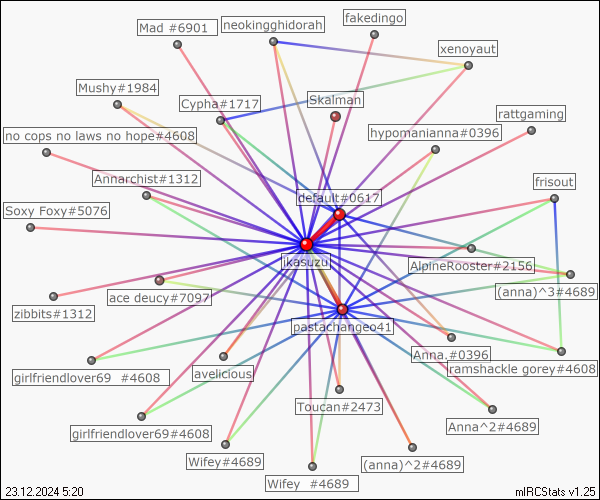 fakedingo
Mad #6901
neokingghidorah
xenoyaut
Mushy#1984
Cypha#1717
Skalman
rattgaming
no cops no laws no hope#4608
hypomanianna#0396
Annarchist#1312
frisout
default#0617
Soxy Foxy#5076
ikasuzu
AlpineRooster#2156
(anna)^3#4689
ace deucy#7097
zibbits#1312
pastachangeo41
Anna.#0396
ramshackle gorey#4608
girlfriendlover69 #4608
avelicious
Toucan#2473
Anna^2#4689
girlfriendlover69#4608
Wifey#4689
(anna)^2#4689
Wifey #4689
23.12.2024 5:20
mIRCStats v1.25